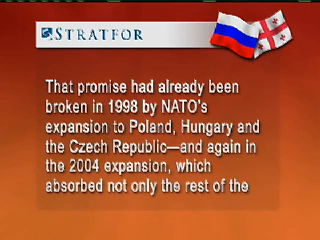 STRATFOR
That promise had already been
broken in 1998 by NATO's
expansion to Poland, Hungary and
the Czech Republic—and again in
the 2004 expansion, which
absorbed not only the rest of the